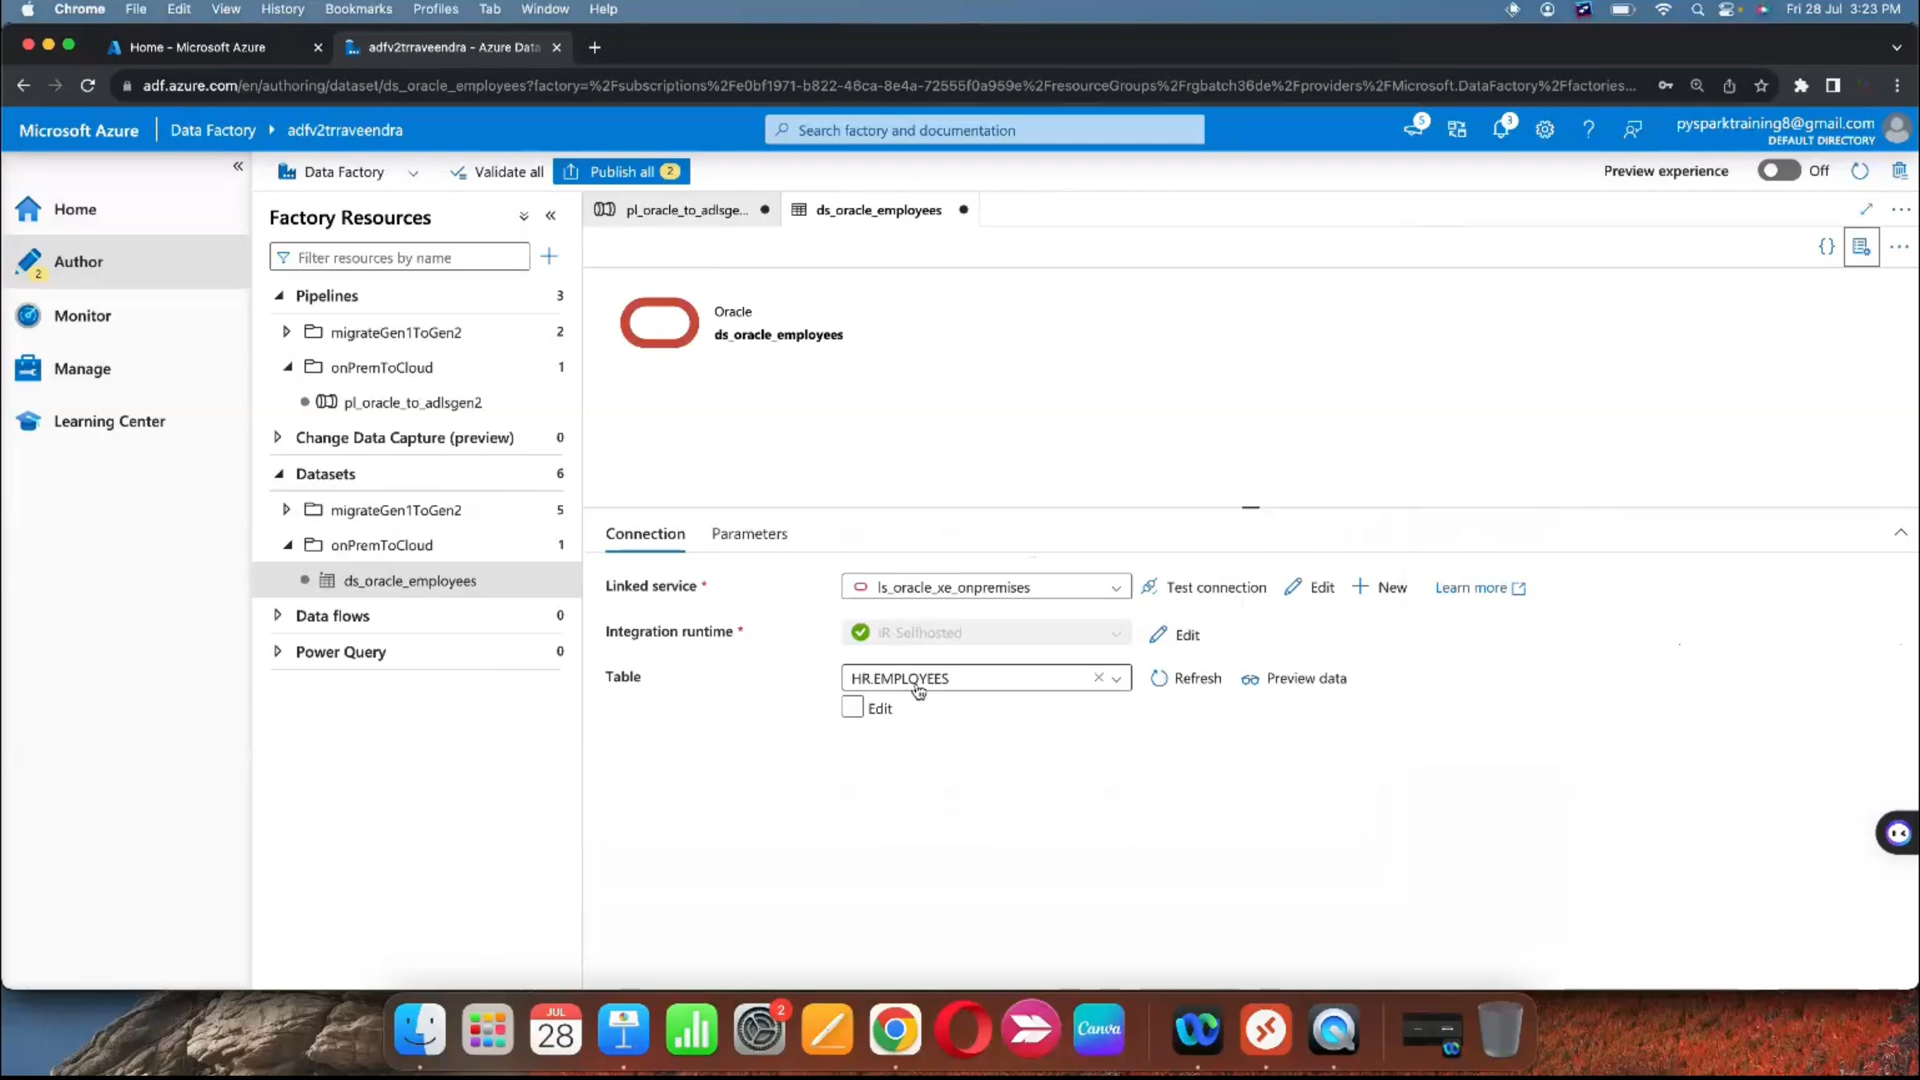 Chrome File Edit View History Bookmarks Profiles Tab Window Help Fri 28 Jul 3:23 PM
Home - Microsoft Azure
adfv2trraveendra - Azure Data
adf.azure.com/en/authoring/dataset/ds_oracle_employees?factory=%2Fsubscriptions%2Fe0bf1971-b822-46ca-8e4a-72555f0a959e%2FresourceGroups%2Frgbatch36de%2Fproviders%2FMicrosoft.DataFactory%2Ffactories...
Microsoft Azure Data Factory adfv2trraveendra
Search factory and documentation
5
3
pysparktraining8@gmail.com
DEFAULT DIRECTORY
Data Factory Validate all Publish all 2
Preview experience Off
Home
Author
2
Monitor
Manage
Learning Center
Factory Resources
Filter resources by name
Pipelines 3
migrateGen1ToGen2 2
onPremToCloud 1
pl_oracle_to_adlsgen2
Change Data Capture (preview) 0
Datasets 6
migrateGen1ToGen2 5
onPremToCloud 1
ds_oracle_employees
Data flows 0
Power Query 0
pl_oracle_to_adlsge...
ds_oracle_employees
{}
Oracle
ds_oracle_employees
Connection Parameters
Linked service * ls_oracle_xe_onpremises Test connection Edit New Learn more
Integration runtime * IR-Selfhosted Edit
Table HR.EMPLOYEES Refresh Preview data
Edit
JUL
28
2
Canva